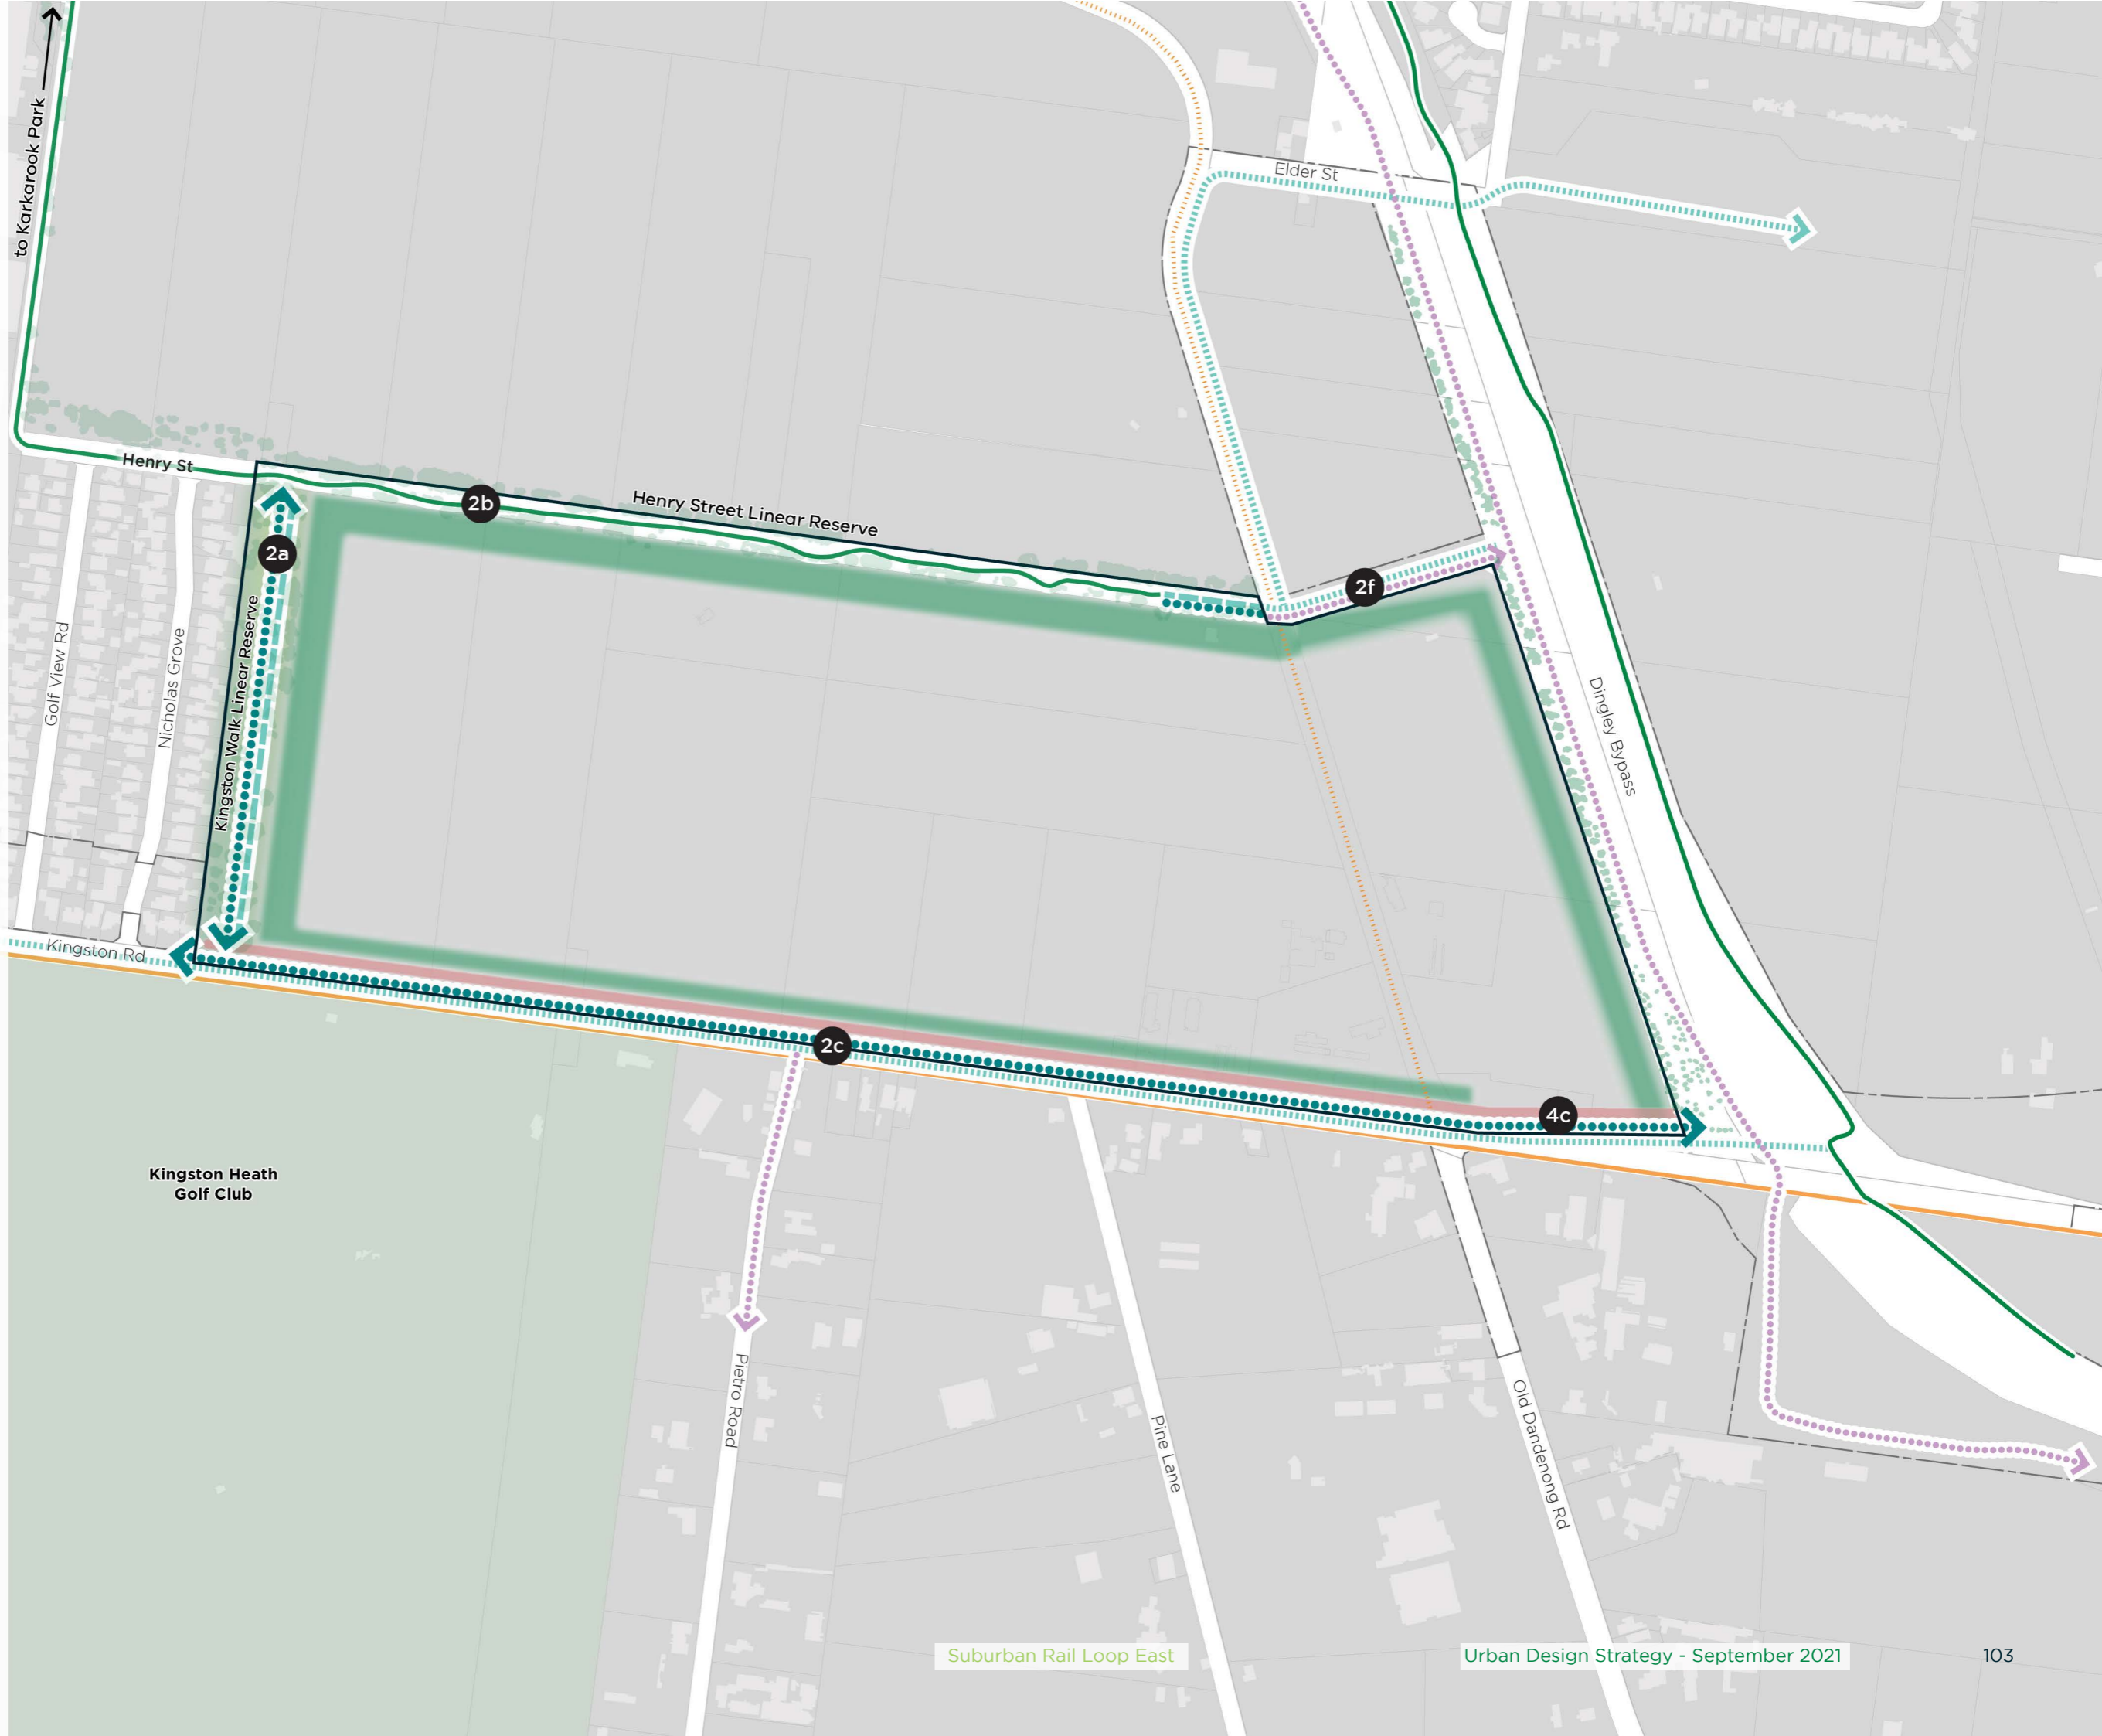 to Karkarook Park
Elder St
Henry St
2b
Henry Street Linear Reserve
2a
2f
Kingston Walk Linear Reserve
Golf View Rd
Nicholas Grove
Dingley Bypass
Kingston Rd
2c
4c
Kingston Heath
Golf Club
Pietro Road
Pine Lane
Old Dandenong Rd
Suburban Rail Loop East
Urban Design Strategy - September 2021
103